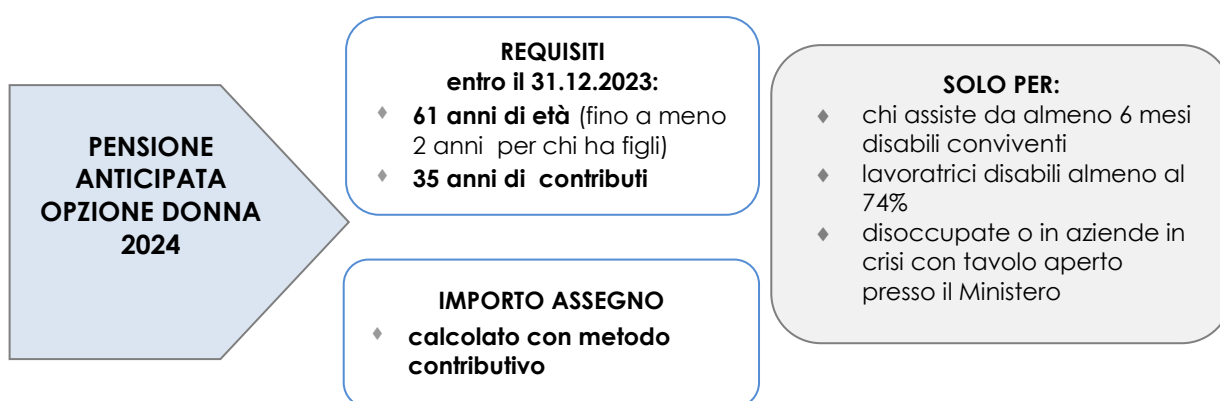 PENSIONE
ANTICIPATA
OPZIONE DONNA
2024
REQUISITI
entro il 31.12.2023:
61 anni di età (fino a meno
2 anni per chi ha figli)
35 anni di contributi
IMPORTO ASSEGNO
calcolato con metodo
contributivo
SOLO PER:
chi assiste da almeno 6 mesi
disabili conviventi
lavoratrici disabili almeno al
74%
disoccupate o in aziende in
crisi con tavolo aperto
presso il Ministero